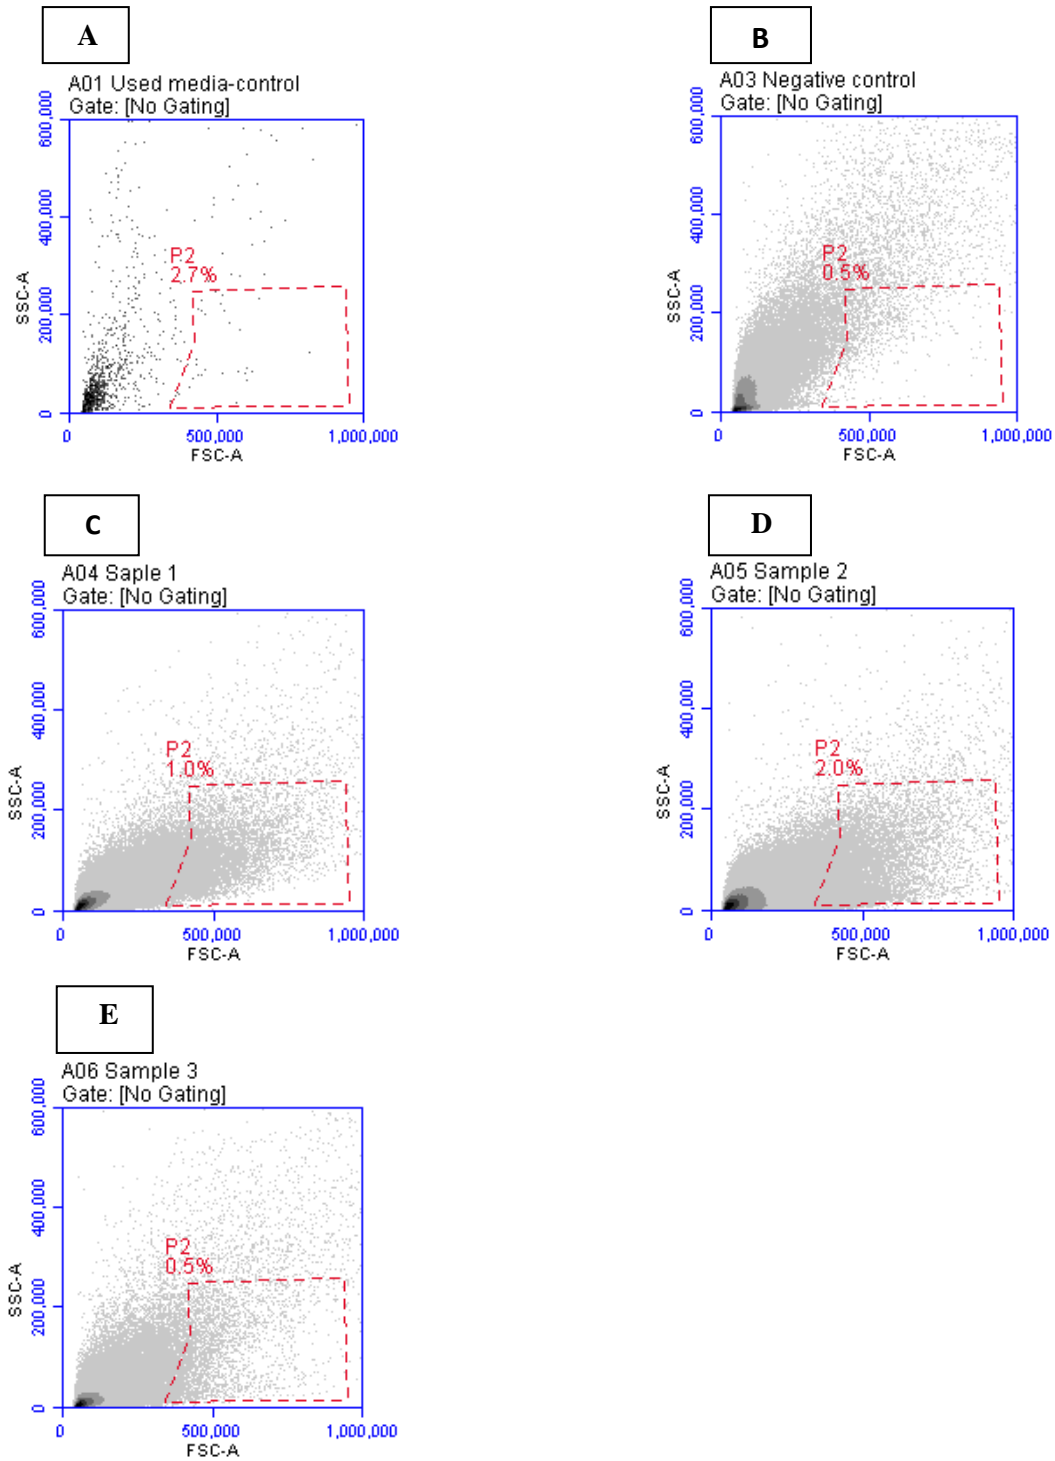 A
A01 Used media-control
Gate: [No Gating]
600,000
400,000
200,000
0
SSC-A
P2
2.7%
0
500,000
1,000,000
FSC-A
B
A03 Negative control
Gate: [No Gating]
600,000
400,000
200,000
0
SSC-A
P2
0.5%
0
500,000
1,000,000
FSC-A
C
A04 Saple 1
Gate: [No Gating]
600,000
400,000
200,000
0
SSC-A
P2
1.0%
0
500,000
1,000,000
FSC-A
D
A05 Sample 2
Gate: [No Gating]
600,000
400,000
200,000
0
SSC-A
P2
2.0%
0
500,000
1,000,000
FSC-A
E
A06 Sample 3
Gate: [No Gating]
600,000
400,000
200,000
0
SSC-A
P2
0.5%
0
500,000
1,000,000
FSC-A